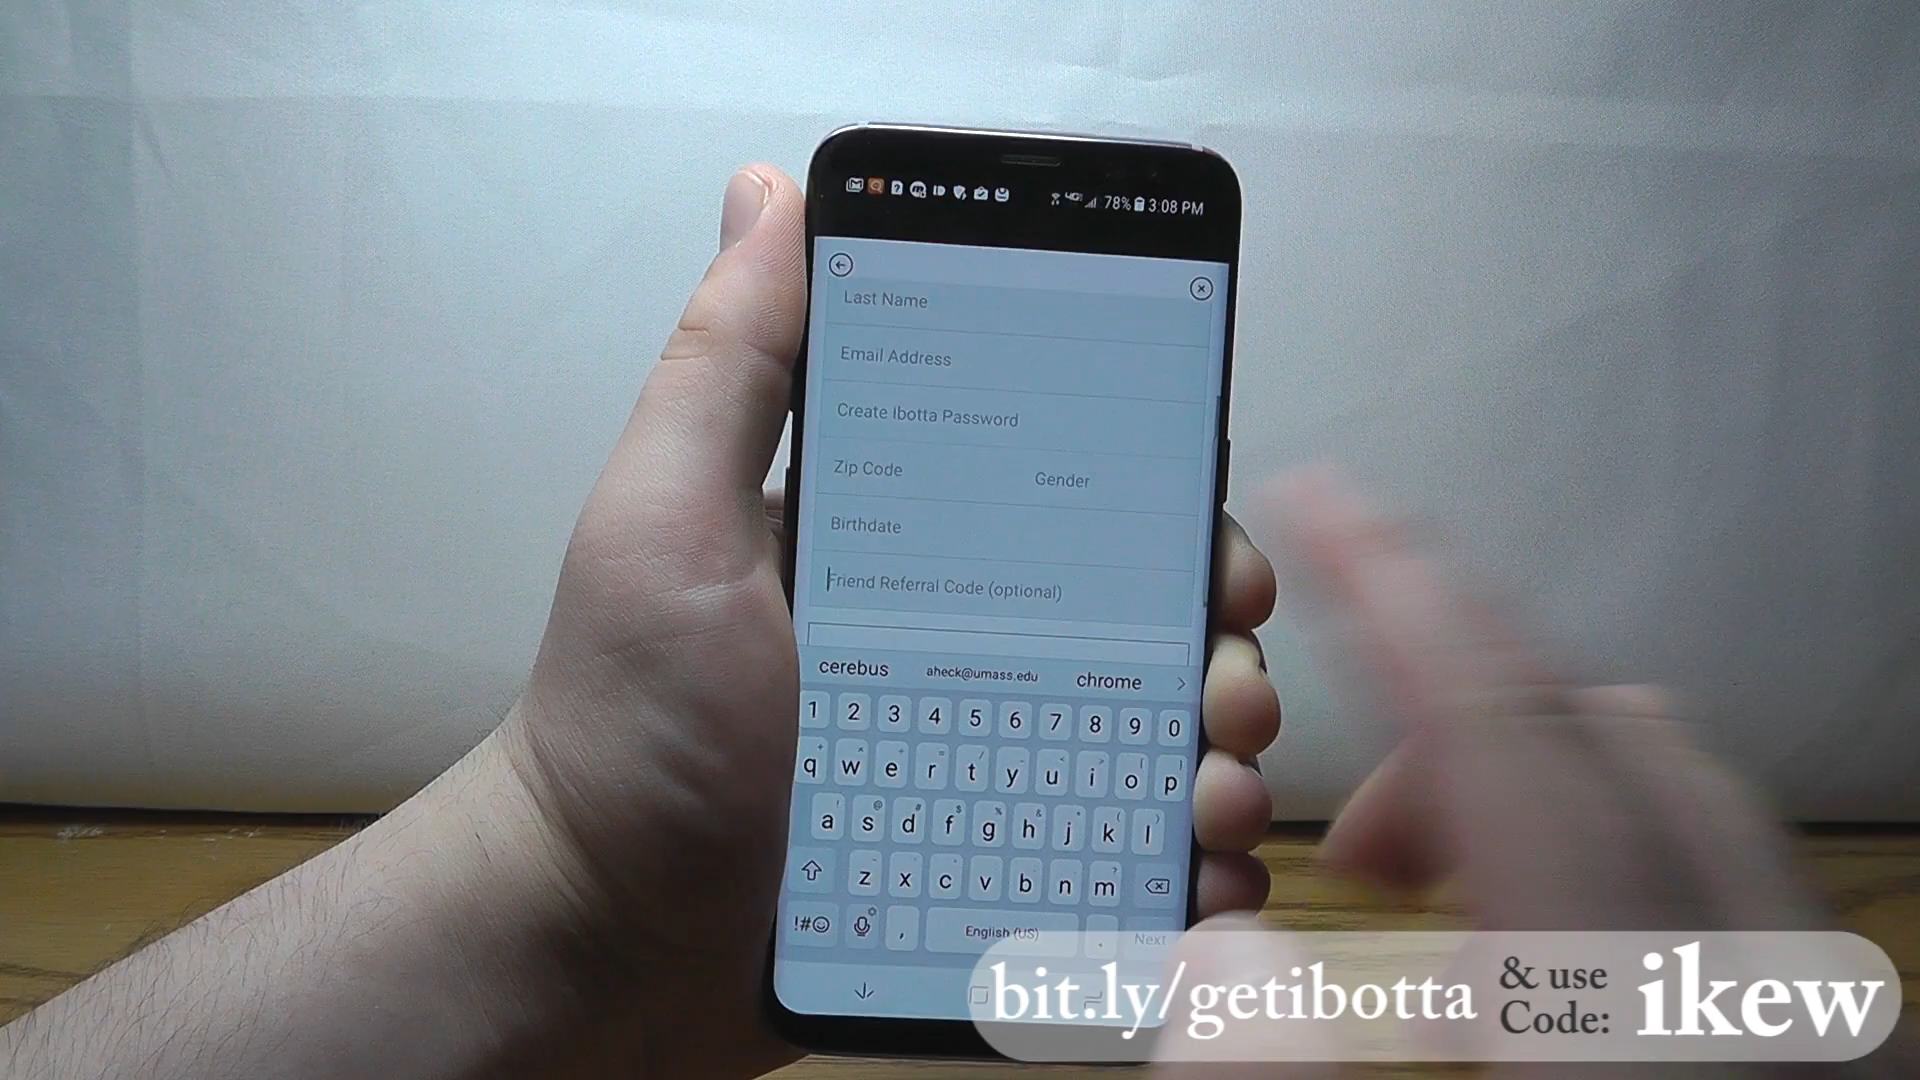 78% 3:08 PM
Last Name
Email Address
Create Ibotta Password
Zip Code Gender
Birthdate
Friend Referral Code (optional)
cerebus aheck@umass.edu chrome
1 2 3 4 5 6 7 8 9 0
q w e r t y u i o p
a s d f g h j k l
z x c v b n m
!#☺ , English (US) . Next
bit.ly/getibotta & use Code: ikew